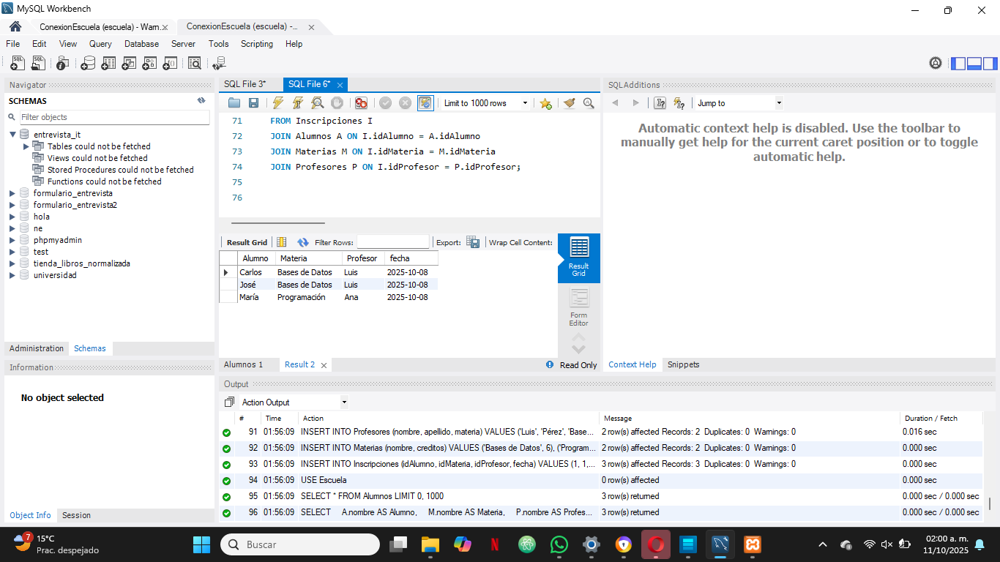 MySQL Workbench
ConexionEscuela (escuela) - Warn...
ConexionEscuela (escuela) -...
File Edit View Query Database Server Tools Scripting Help
Navigator
SCHEMAS
Filter objects
entrevista_it
Tables could not be fetched
Views could not be fetched
Stored Procedures could not be fetched
Functions could not be fetched
formulario_entrevista
formulario_entrevista2
hola
ne
phpmyadmin
test
tienda_libros_normalizada
universidad
Administration Schemas
Information
No object selected
Object Info Session
SQL File 3* SQL File 6*
Limit to 1000 rows
71 FROM Inscripciones I
72 JOIN Alumnos A ON I.idAlumno = A.idAlumno
73 JOIN Materias M ON I.idMateria = M.idMateria
74 JOIN Profesores P ON I.idProfesor = P.idProfesor;
75
76
Result Grid Filter Rows: Export: Wrap Cell Content:
Alumno Materia Profesor fecha
Carlos Bases de Datos Luis 2025-10-08
José Bases de Datos Luis 2025-10-08
María Programación Ana 2025-10-08
Result
Grid
Form
Editor
Alumnos 1 Result 2 Read Only
SQLAdditions
Jump to
Automatic context help is disabled. Use the toolbar to
manually get help for the current caret position or to toggle
automatic help.
Context Help Snippets
Output
Action Output
# Time Action Message Duration / Fetch
91 01:56:09 INSERT INTO Profesores (nombre, apellido, materia) VALUES ('Luis', 'Pérez', 'Base... 2 row(s) affected Records: 2 Duplicates: 0 Warnings: 0 0.016 sec
92 01:56:09 INSERT INTO Materias (nombre, creditos) VALUES ('Bases de Datos', 6), ('Program... 2 row(s) affected Records: 2 Duplicates: 0 Warnings: 0 0.000 sec
93 01:56:09 INSERT INTO Inscripciones (idAlumno, idMateria, idProfesor, fecha) VALUES (1, 1,... 3 row(s) affected Records: 3 Duplicates: 0 Warnings: 0 0.000 sec
94 01:56:09 USE Escuela 0 row(s) affected 0.000 sec
95 01:56:09 SELECT * FROM Alumnos LIMIT 0, 1000 3 row(s) returned 0.000 sec / 0.000 sec
96 01:56:09 SELECT A.nombre AS Alumno, M.nombre AS Materia, P.nombre AS Profes... 3 row(s) returned 0.000 sec / 0.000 sec
7
15°C
Prac. despejado
Buscar
02:00 a. m.
11/10/2025